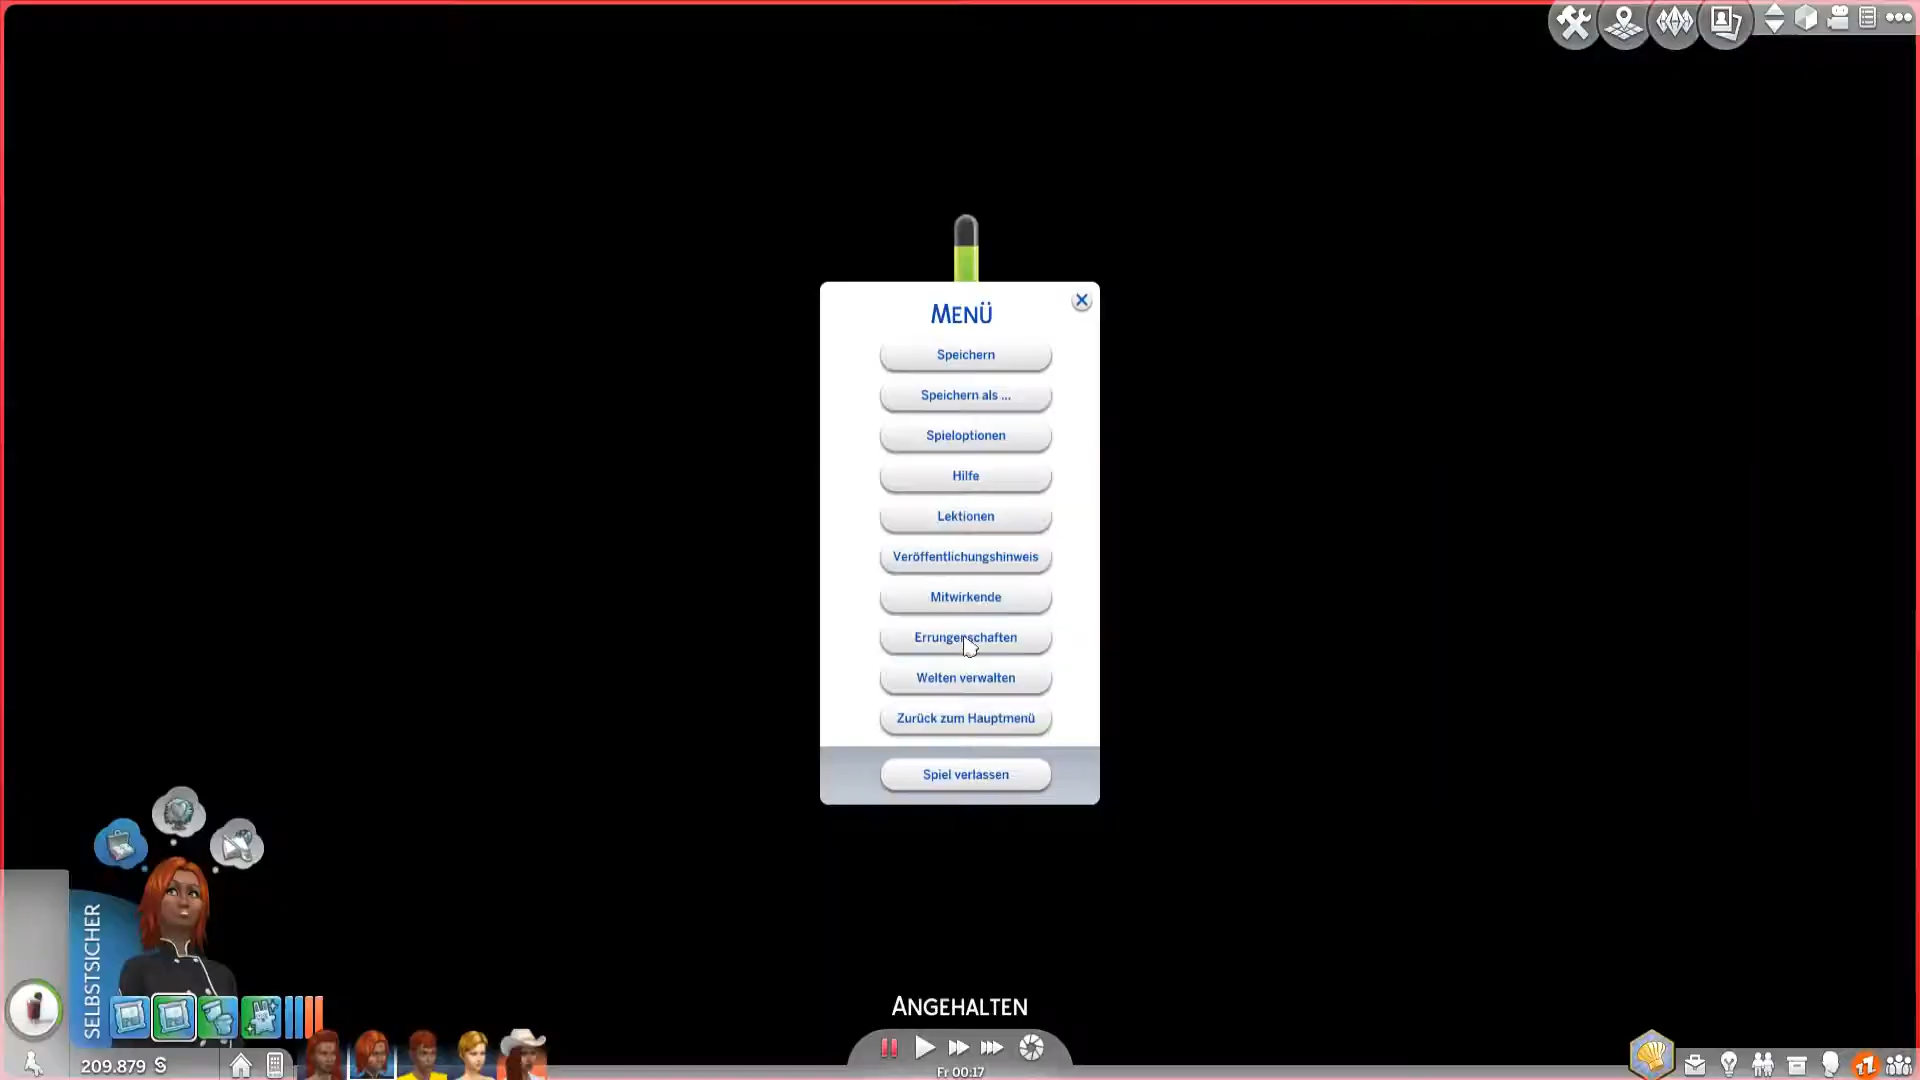 MENÜ
Speichern
Speichern als ...
Spieloptionen
Hilfe
Lektionen
Veröffentlichungshinweis
Mitwirkende
Errungenschaften
Welten verwalten
Zurück zum Hauptmenü
Spiel verlassen
SELBSTSICHER
209.879 S
ANGEHALTEN
Fr 00:17